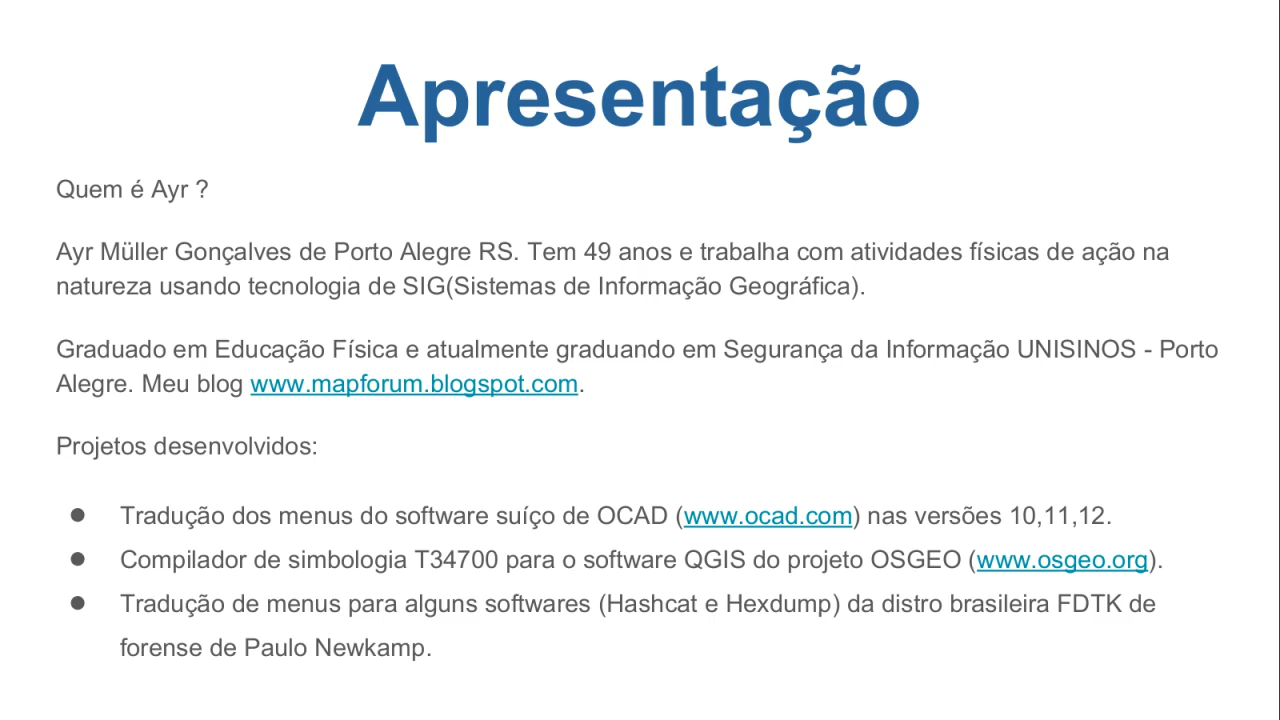 Apresentação
Quem é Ayr ?
Ayr Müller Gonçalves de Porto Alegre RS. Tem 49 anos e trabalha com atividades físicas de ação na
natureza usando tecnologia de SIG(Sistemas de Informação Geográfica).
Graduado em Educação Física e atualmente graduando em Segurança da Informação UNISINOS - Porto
Alegre. Meu blog www.mapforum.blogspot.com.
Projetos desenvolvidos:
● Tradução dos menus do software suíço de OCAD (www.ocad.com) nas versões 10,11,12.
● Compilador de simbologia T34700 para o software QGIS do projeto OSGEO (www.osgeo.org).
● Tradução de menus para alguns softwares (Hashcat e Hexdump) da distro brasileira FDTK de
forense de Paulo Newkamp.